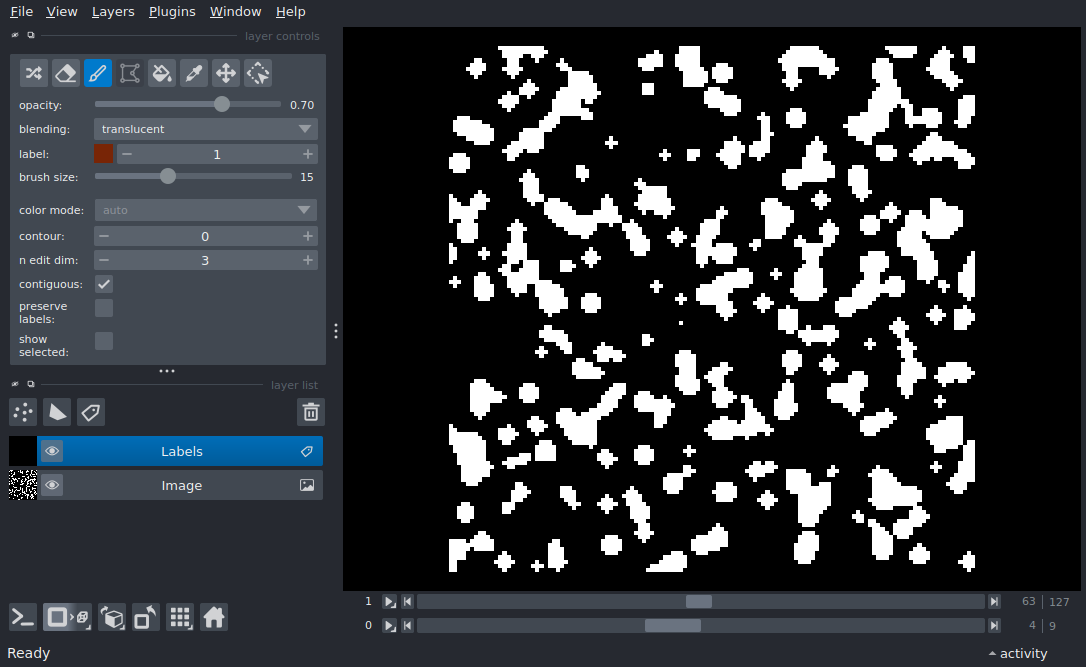 File View Layers Plugins Window Help
layer controls
opacity: 0.70
blending: translucent
label: 1
brush size: 15
color mode: auto
contour: 0
n edit dim: 3
contiguous:
preserve
labels:
show
selected:
layer list
Labels
Image
1 63 | 127
0 4 | 9
Ready
activity